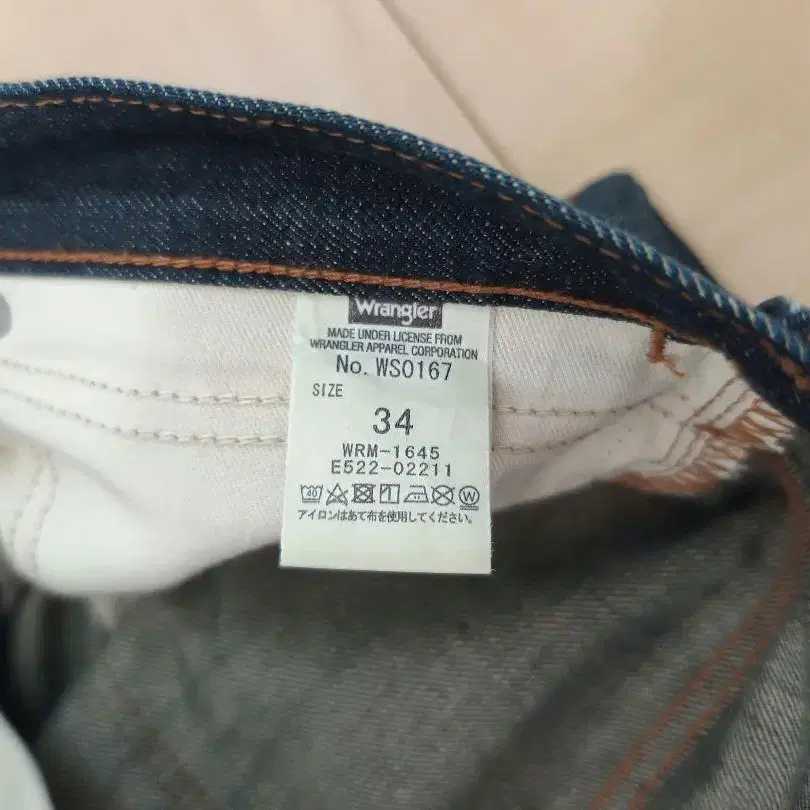 Wrangler
MADE UNDER LICENSE FROM
WRANGLER APPAREL CORPORATION
No. WS0167
SIZE
34
WRM-1645
E522-02211
40 W
アイロンはあて布を使用してください。